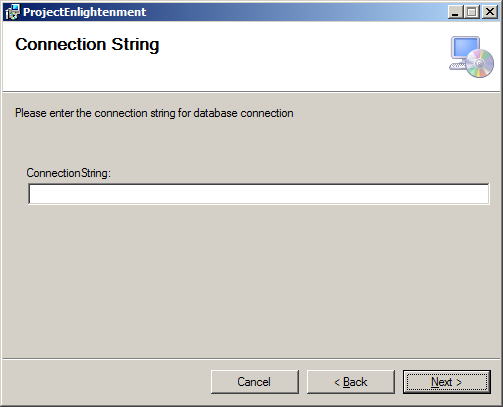 ProjectEnlightenment
Connection String
Please enter the connection string for database connection
ConnectionString:
Cancel
< Back
Next >